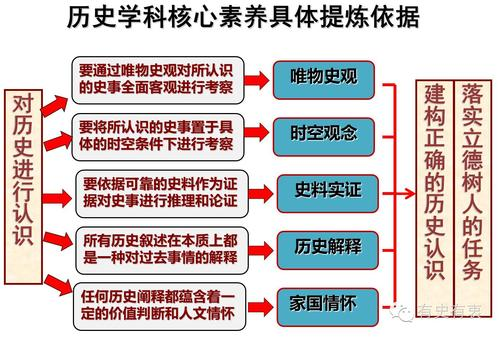 历史学科核心素养具体提炼依据
对历史进行认识
要通过唯物史观对所认识
的史事全面客观进行考察
唯物史观
要将所认识的史事置于具
体的时空条件下进行考察
时空观念
要依据可靠的史料作为证
据对史事进行推理和论证
史料实证
所有历史叙述在本质上都
是一种对过去事情的解释
历史解释
任何历史阐释都蕴含着一
定的价值判断和人文情怀
家国情怀
落实立德树人的任务
建构正确的历史认识
有史有束